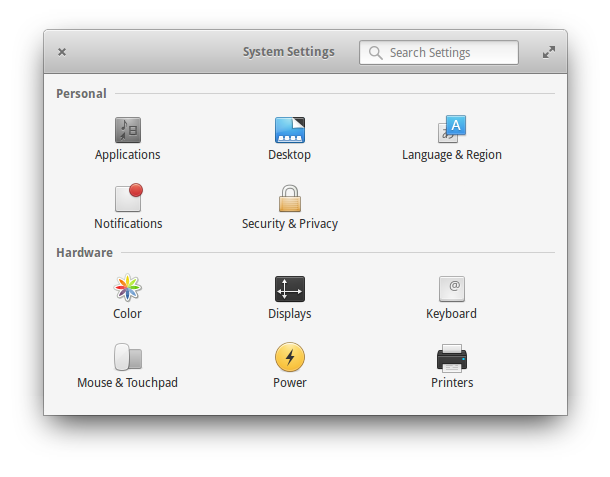 System Settings
Search Settings
Personal
Applications
Desktop
Language & Region
Notifications
Security & Privacy
Hardware
Color
Displays
Keyboard
Mouse & Touchpad
Power
Printers